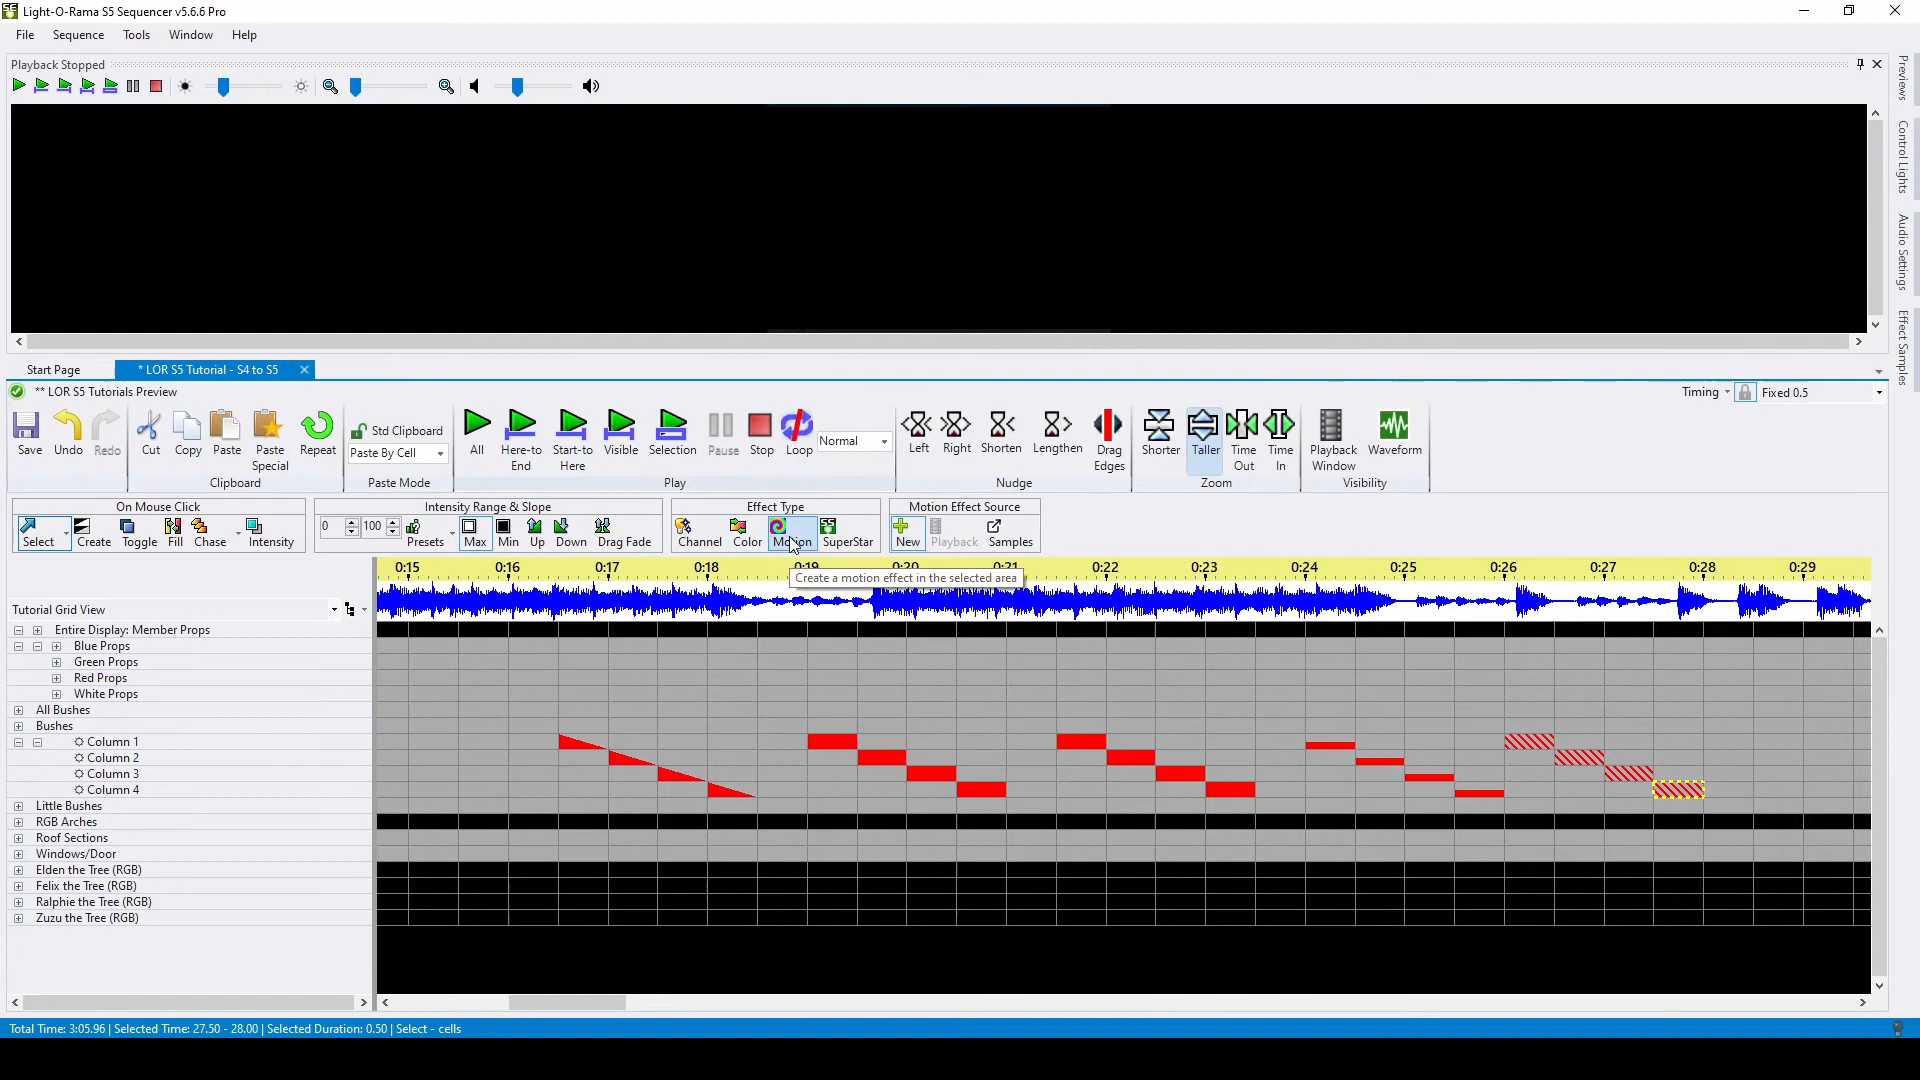 Light-O-Rama S5 Sequencer v5.6.6 Pro
File Sequence Tools Window Help
Playback Stopped
Previews
Control Lights
Audio Settings
Effect Samples
Start Page * LOR S5 Tutorial - S4 to S5
** LOR S5 Tutorials Preview Timing Fixed 0.5
Save Undo Redo Cut Copy Paste Paste Special Repeat
Clipboard
Std Clipboard
Paste By Cell
Paste Mode
All Here-to End Start-to Here Visible Selection Pause Stop Loop Normal
Play
Left Right Shorten Lengthen Drag Edges
Nudge
Shorter Taller Time Out Time In
Zoom
Playback Window Waveform
Visibility
On Mouse Click Intensity Range & Slope Effect Type Motion Effect Source
Select Create Toggle Fill Chase Intensity 0 100 Presets Max Min Up Down Drag Fade Channel Color Motion SuperStar New Playback Samples
0:15 0:16 0:17 0:18 0:19 0:20 0:21 0:22 0:23 0:24 0:25 0:26 0:27 0:28 0:29
Create a motion effect in the selected area
Tutorial Grid View
Entire Display: Member Props
Blue Props
Green Props
Red Props
White Props
All Bushes
Bushes
Column 1
Column 2
Column 3
Column 4
Little Bushes
RGB Arches
Roof Sections
Windows/Door
Elden the Tree (RGB)
Felix the Tree (RGB)
Ralphie the Tree (RGB)
Zuzu the Tree (RGB)
Total Time: 3:05.96 | Selected Time: 27.50 - 28.00 | Selected Duration: 0.50 | Select - cells